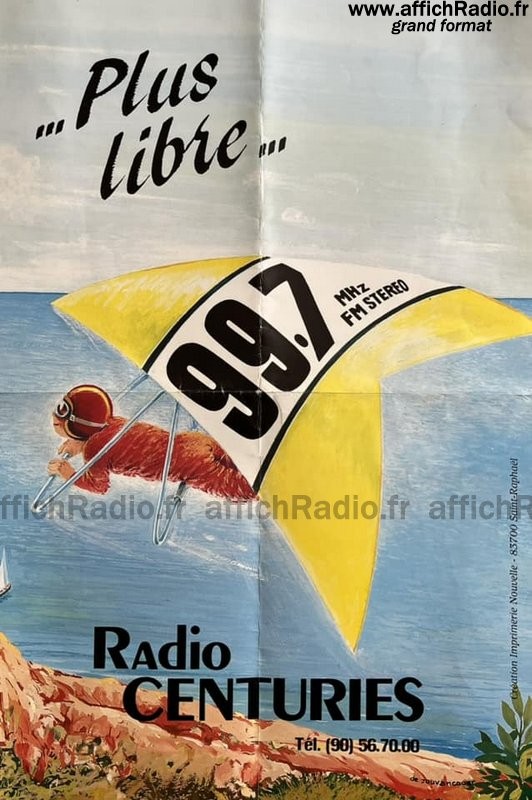 www.affichRadio.fr
grand format
... Plus
libre ...
99.7
MHz
FM STEREO
affichRadio.fr affichRadio.fr affichRadio.fr
Création Imprimerie Nouvelle - 83700 Saint-Raphaël
Radio
CENTURIES
Tél. (90) 56.70.00